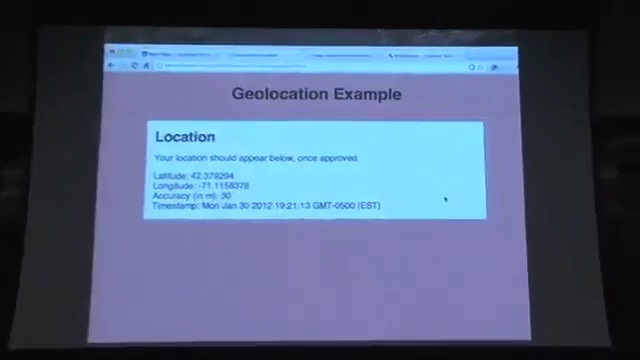 Geolocation Example
Location
Your location should appear below, once approved.
Latitude: 42.379294
Longitude: -71.1158378
Accuracy (in m): 30
Timestamp: Mon Jan 30 2012 19:21:13 GMT-0500 (EST)